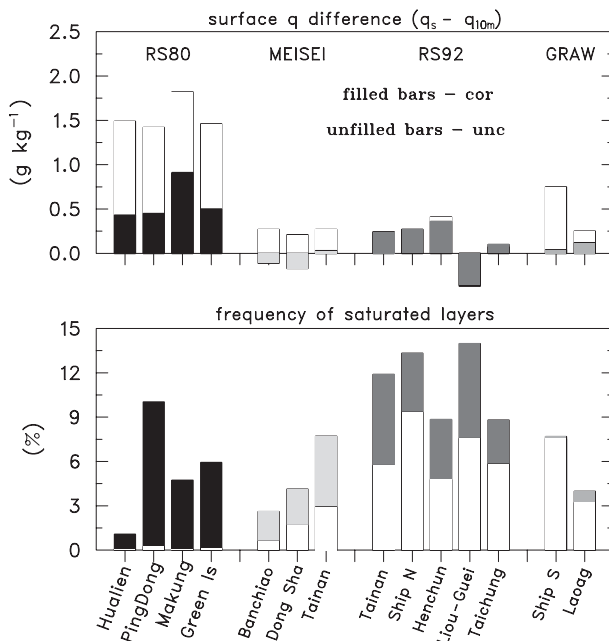 surface q difference (qs – q10m)
2.5
2.0
1.5
1.0
0.5
0.0
(g kg⁻¹)
RS80 MEISEI RS92 GRAW
filled bars – cor
unfilled bars – unc
frequency of saturated layers
15
12
9
6
3
0
(%)
Hualien
PingDong
Makung
Green Is
Banchiao
Dong Sha
Tainan
Tainan
Ship N
Henchun
Liou-Guei
Taichung
Ship S
Laoag